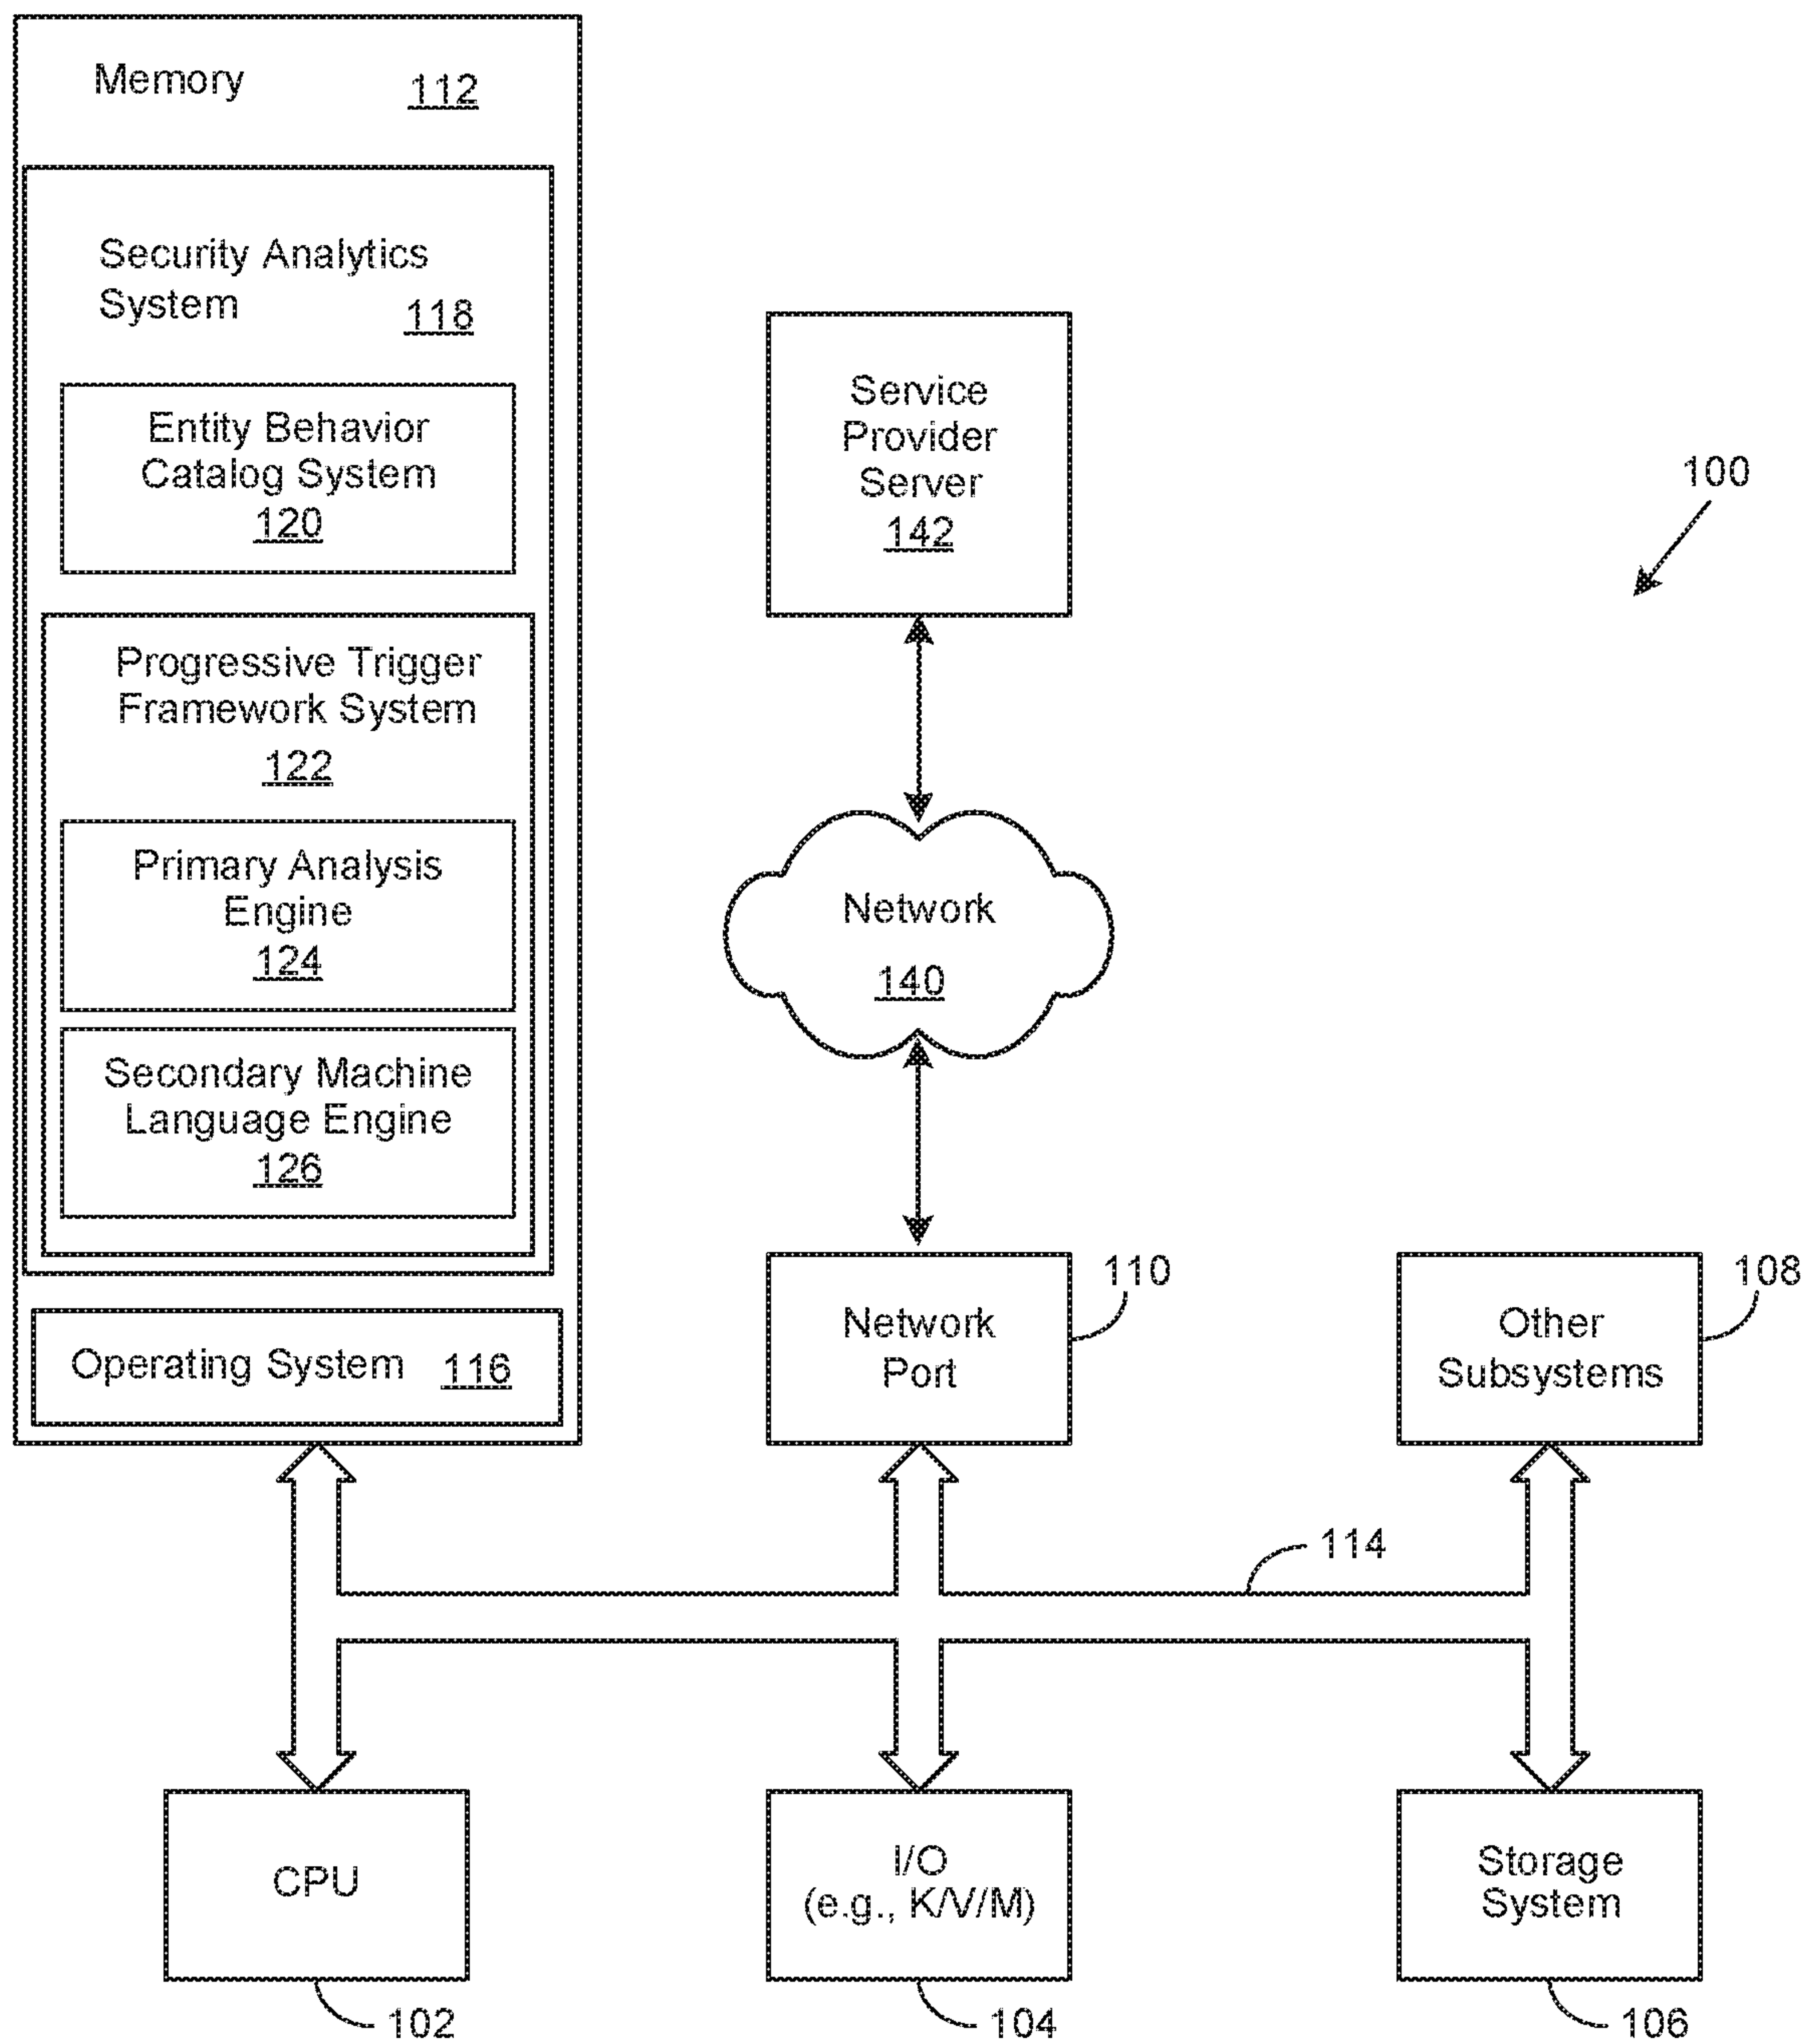 Memory 112
Security Analytics
System 118
Entity Behavior
Catalog System
120
Progressive Trigger
Framework System
122
Primary Analysis
Engine
124
Secondary Machine
Language Engine
126
Operating System 116
Service
Provider
Server
142
100
Network
140
Network
Port
110
Other
Subsystems
108
114
CPU
102
I/O
(e.g., K/V/M)
104
Storage
System
106